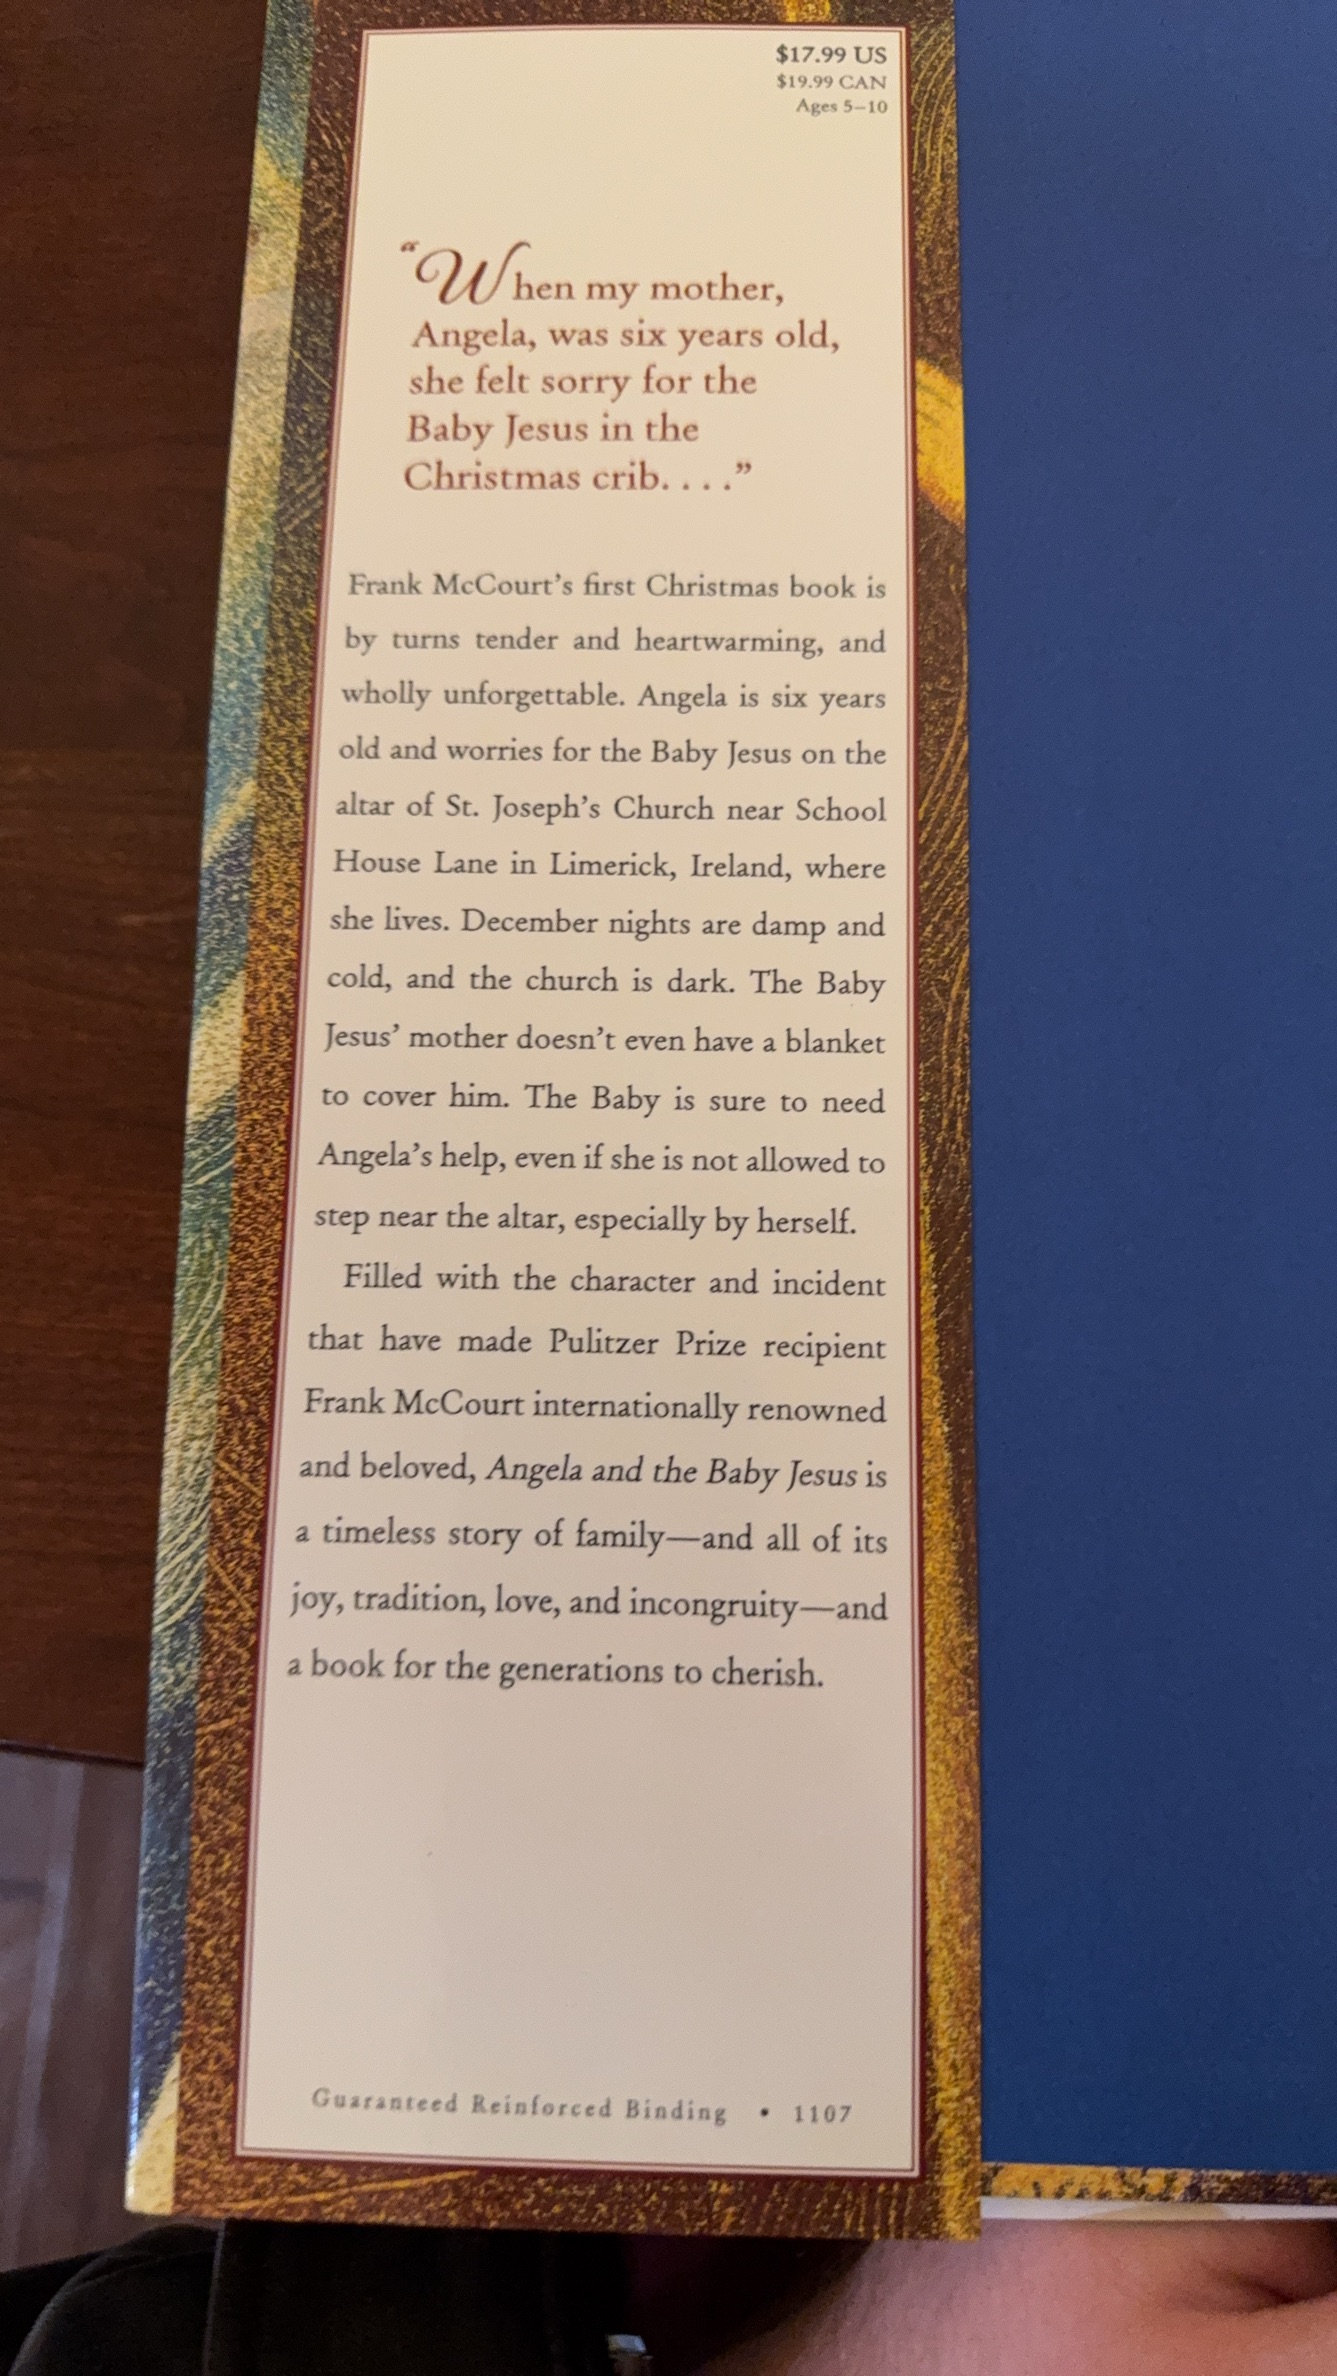 $17.99 US
$19.99 CAN
Ages 5–10
“When my mother,
Angela, was six years old,
she felt sorry for the
Baby Jesus in the
Christmas crib. . . .”
Frank McCourt’s first Christmas book is
by turns tender and heartwarming, and
wholly unforgettable. Angela is six years
old and worries for the Baby Jesus on the
altar of St. Joseph’s Church near School
House Lane in Limerick, Ireland, where
she lives. December nights are damp and
cold, and the church is dark. The Baby
Jesus’ mother doesn’t even have a blanket
to cover him. The Baby is sure to need
Angela’s help, even if she is not allowed to
step near the altar, especially by herself.
Filled with the character and incident
that have made Pulitzer Prize recipient
Frank McCourt internationally renowned
and beloved, Angela and the Baby Jesus is
a timeless story of family—and all of its
joy, tradition, love, and incongruity—and
a book for the generations to cherish.
Guaranteed Reinforced Binding • 1107